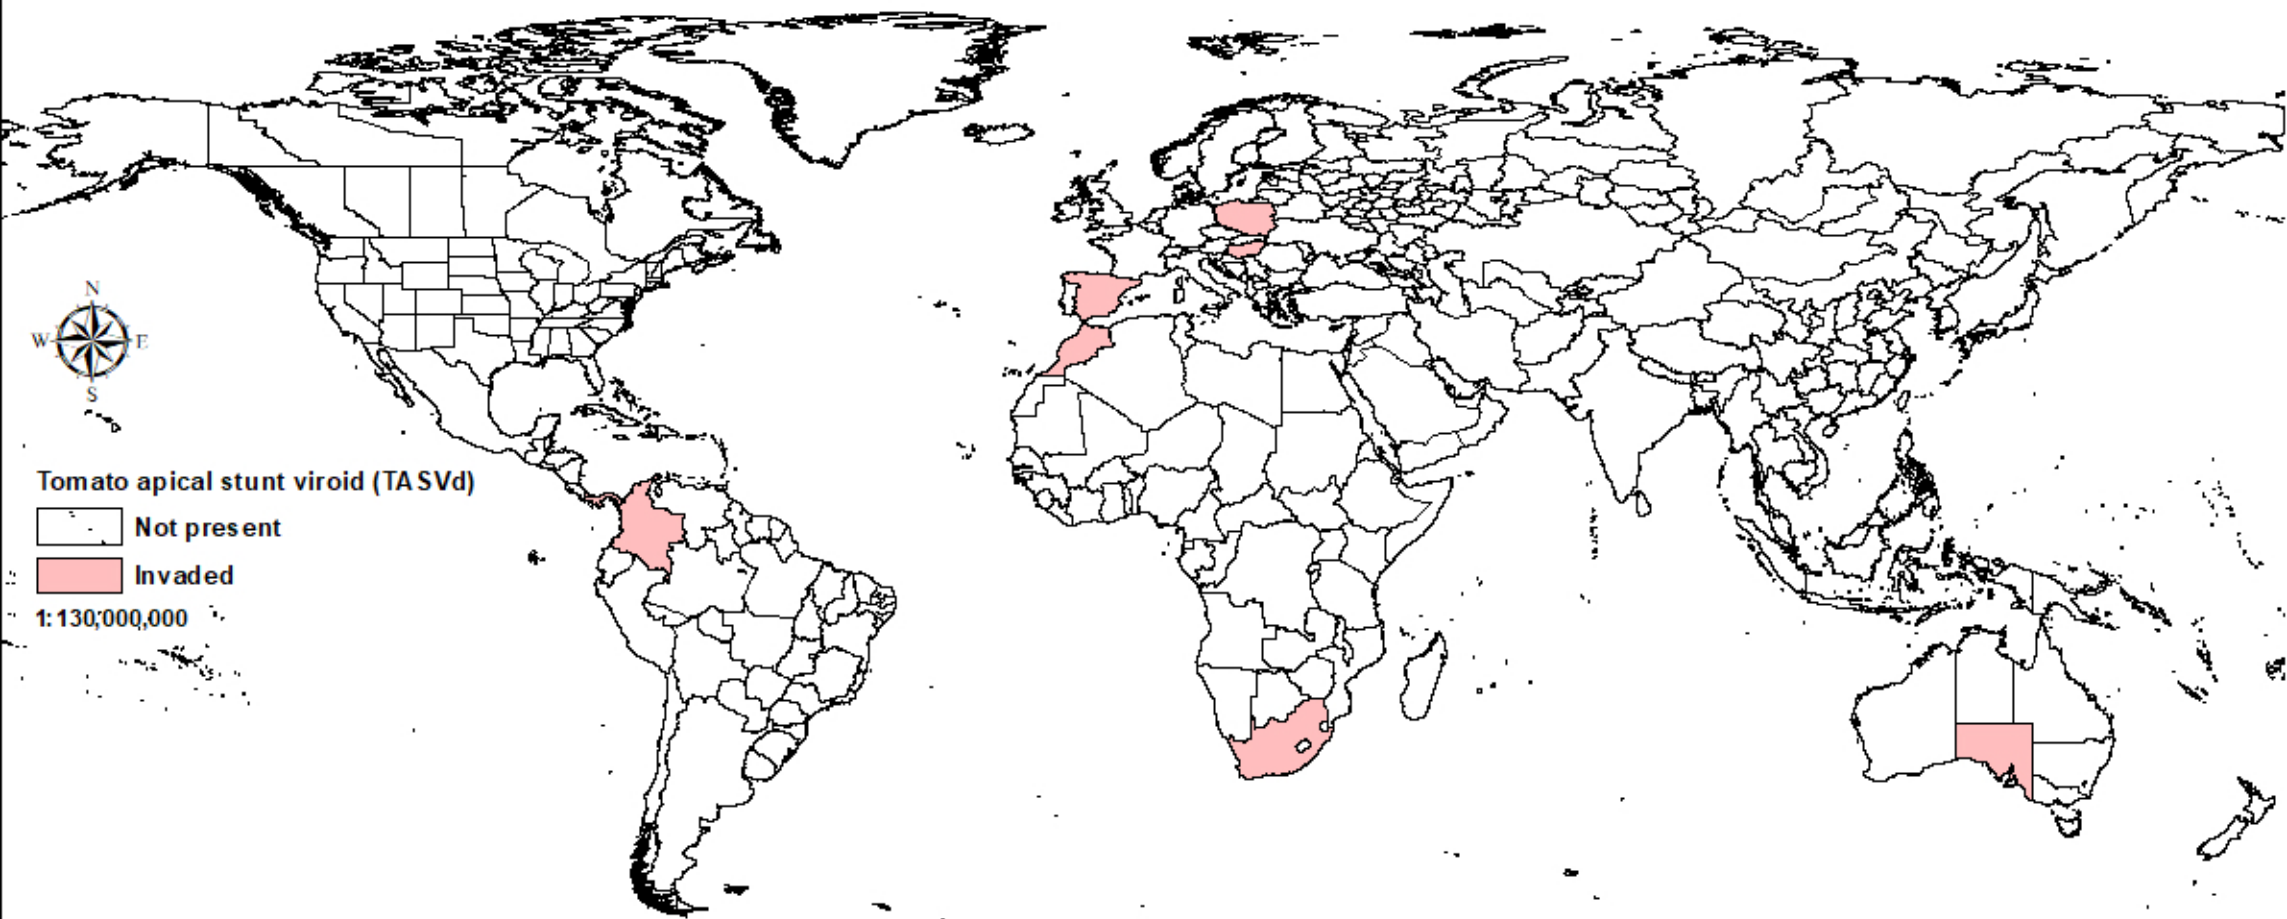 N
W E
S
Tomato apical stunt viroid (TASVd)
Not present
Invaded
1:130,000,000